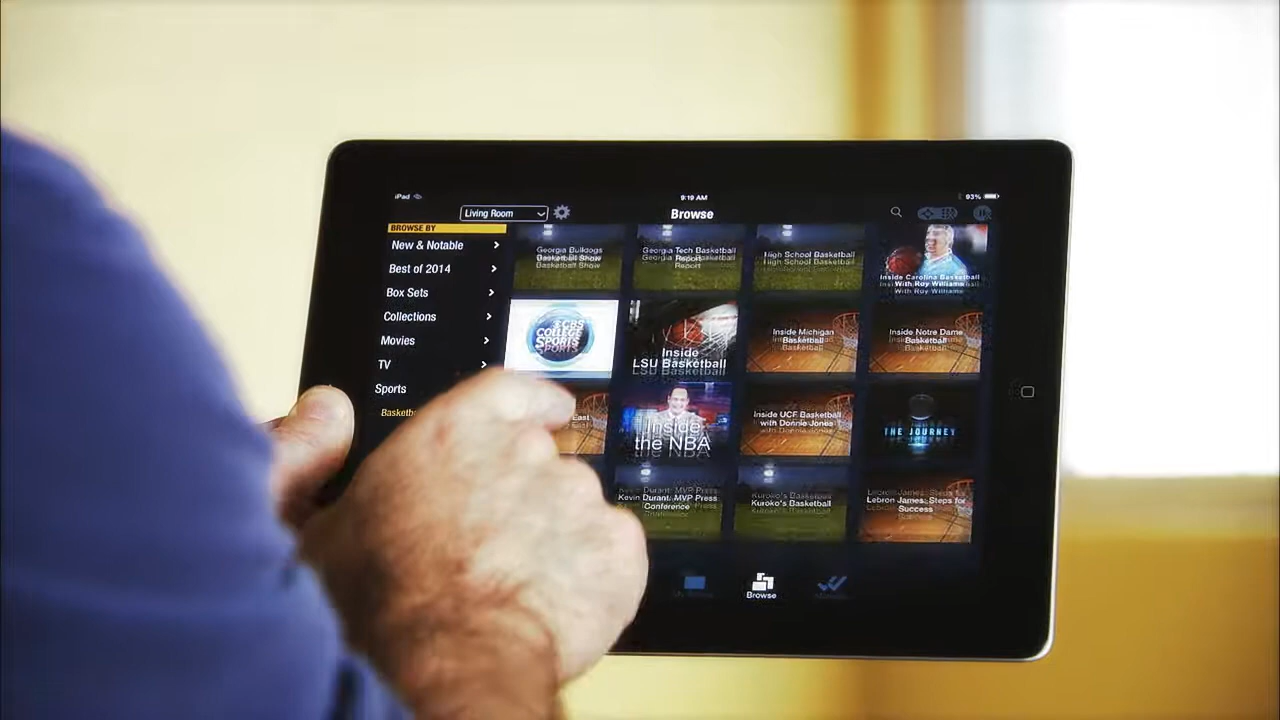 iPad
9:19 AM
93%
Living Room
Browse
BROWSE BY
New & Notable
Best of 2014
Box Sets
Collections
Movies
TV
Sports
Basketb
Georgia Bulldogs
Basketball Show
Georgia Tech Basketball
Report
High School Basketball
Inside Carolina Basketball
With Roy Williams
CBS
COLLEGE
SPORTS
Inside
LSU Basketball
Inside Michigan
Basketball
Inside Notre Dame
Basketball
East
Inside
the NBA
Inside UCF Basketball
with Donnie Jones
THE JOURNEY
Kevin Durant: MVP Press
Conference
Kuroko's Basketball
Lebron James: Steps for
Success
Browse